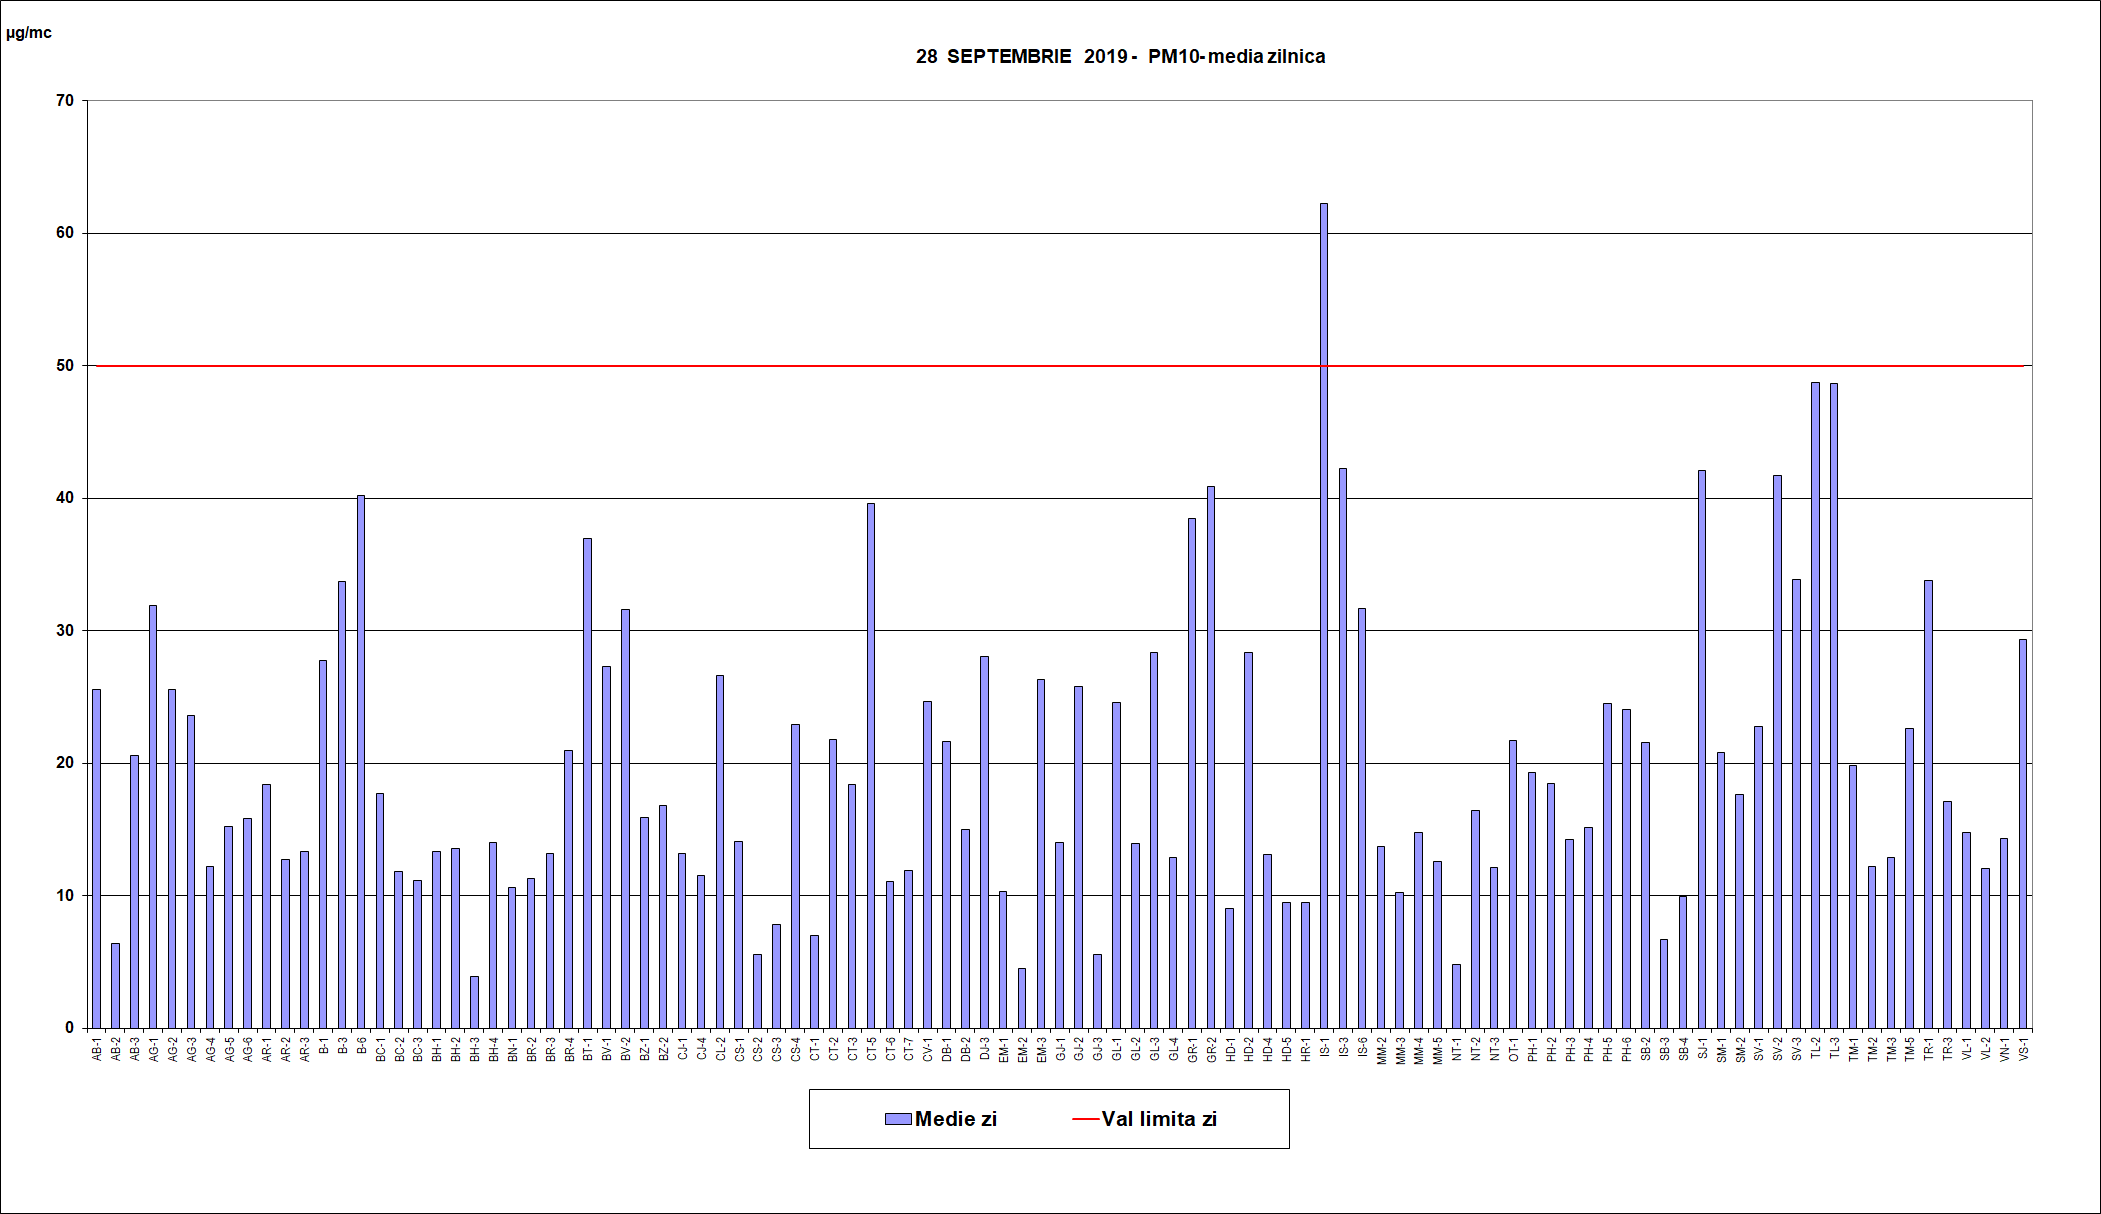 µg/mc
28 SEPTEMBRIE 2019 - PM10- media zilnica
70
60
50
40
30
20
10
0
AB-1 AB-2 AB-3 AG-1 AG-2 AG-3 AG-4 AG-5 AG-6 AR-1 AR-2 AR-3 B-1 B-3 B-6 BC-1 BC-2 BC-3 BH-1 BH-2 BH-3 BH-4 BN-1 BR-2 BR-3 BR-4 BT-1 BV-1 BV-2 BZ-1 BZ-2 CJ-1 CJ-4 CL-2 CS-1 CS-2 CS-3 CS-4 CT-1 CT-2 CT-3 CT-5 CT-6 CT-7 CV-1 DB-1 DB-2 DJ-3 EM-1 EM-2 EM-3 GJ-1 GJ-2 GJ-3 GL-1 GL-2 GL-3 GL-4 GR-1 GR-2 HD-1 HD-2 HD-4 HD-5 HR-1 IS-1 IS-3 IS-6 MM-2 MM-3 MM-4 MM-5 NT-1 NT-2 NT-3 OT-1 PH-1 PH-2 PH-3 PH-4 PH-5 PH-6 SB-2 SB-3 SB-4 SJ-1 SM-1 SM-2 SV-1 SV-2 SV-3 TL-2 TL-3 TM-1 TM-2 TM-3 TM-5 TR-1 TR-3 VL-1 VL-2 VN-1 VS-1
Medie zi Val limita zi